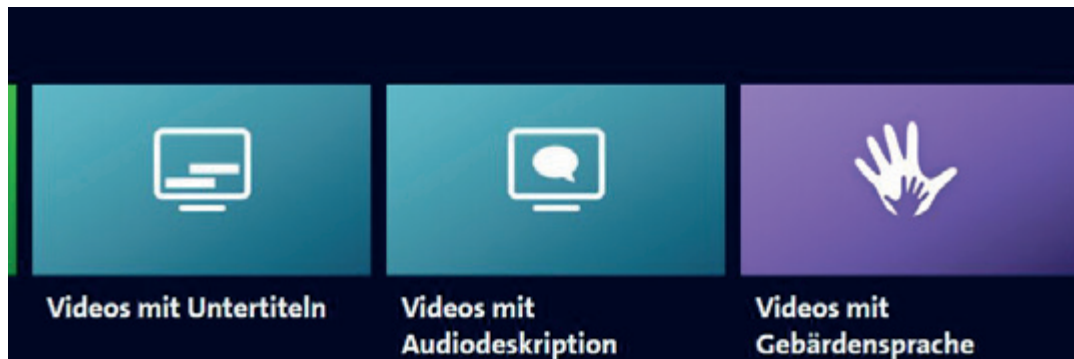 Videos mit Untertiteln
Videos mit
Audiodeskription
Videos mit
Gebärdensprache